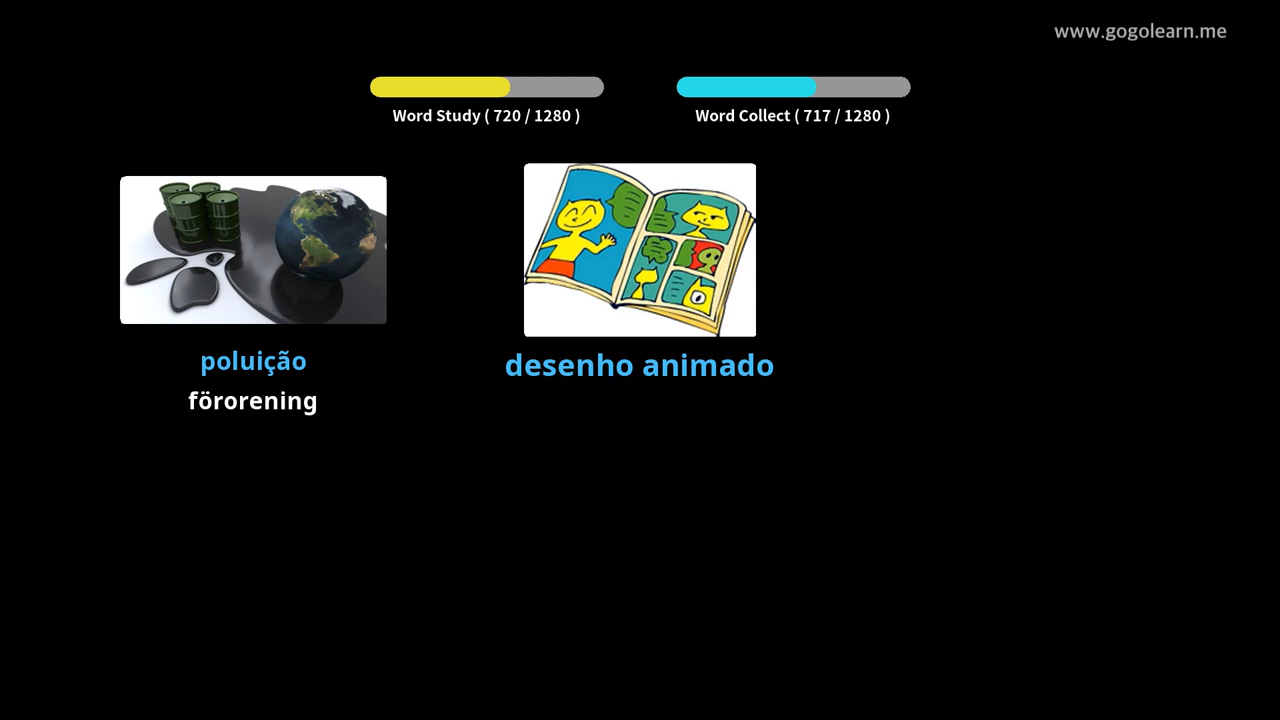 www.gogolearn.me
Word Study ( 720 / 1280 )
Word Collect ( 717 / 1280 )
poluição
förorening
desenho animado